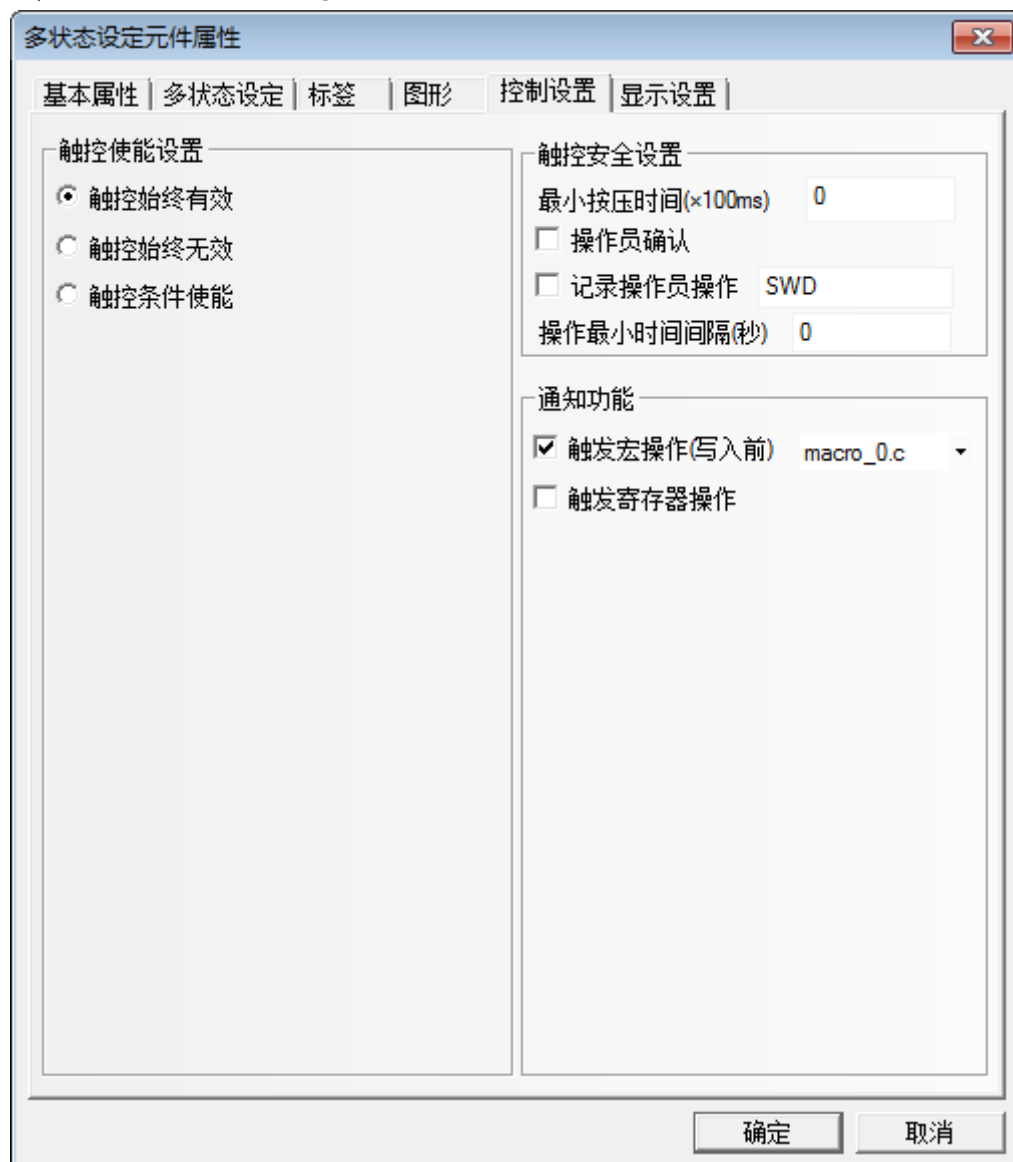 多状态设定元件属性
基本属性 多状态设定 标签 图形 控制设置 显示设置
触控使能设置
触控始终有效
触控始终无效
触控条件使能
触控安全设置
最小按压时间(×100ms) 0
操作员确认
记录操作员操作 SWD
操作最小时间间隔(秒) 0
通知功能
触发宏操作(写入前) macro_0.c
触发寄存器操作
确定 取消